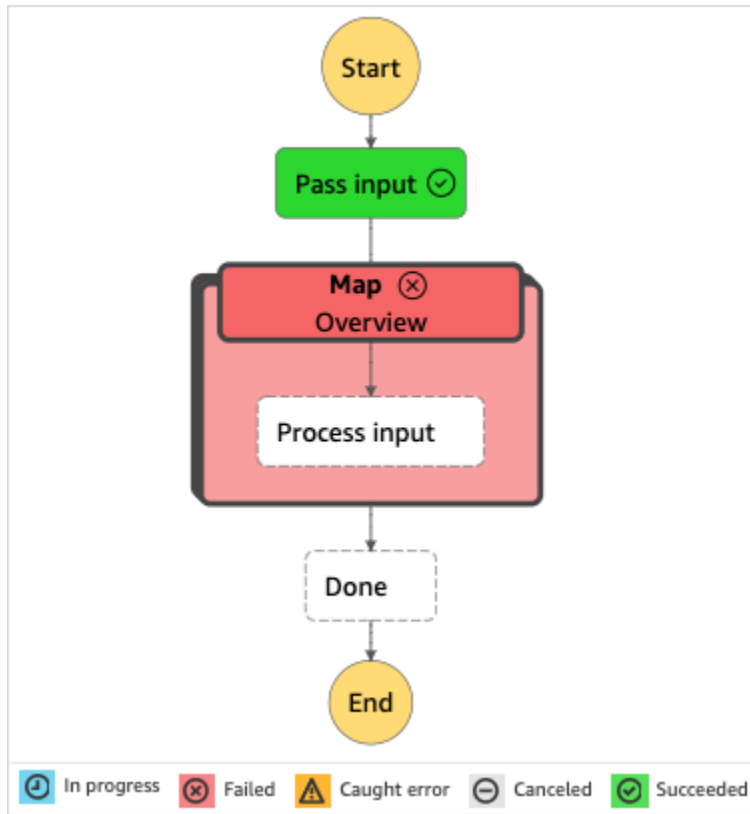 Start
Pass input
Map
Overview
Process input
Done
End
In progress Failed Caught error Canceled Succeeded